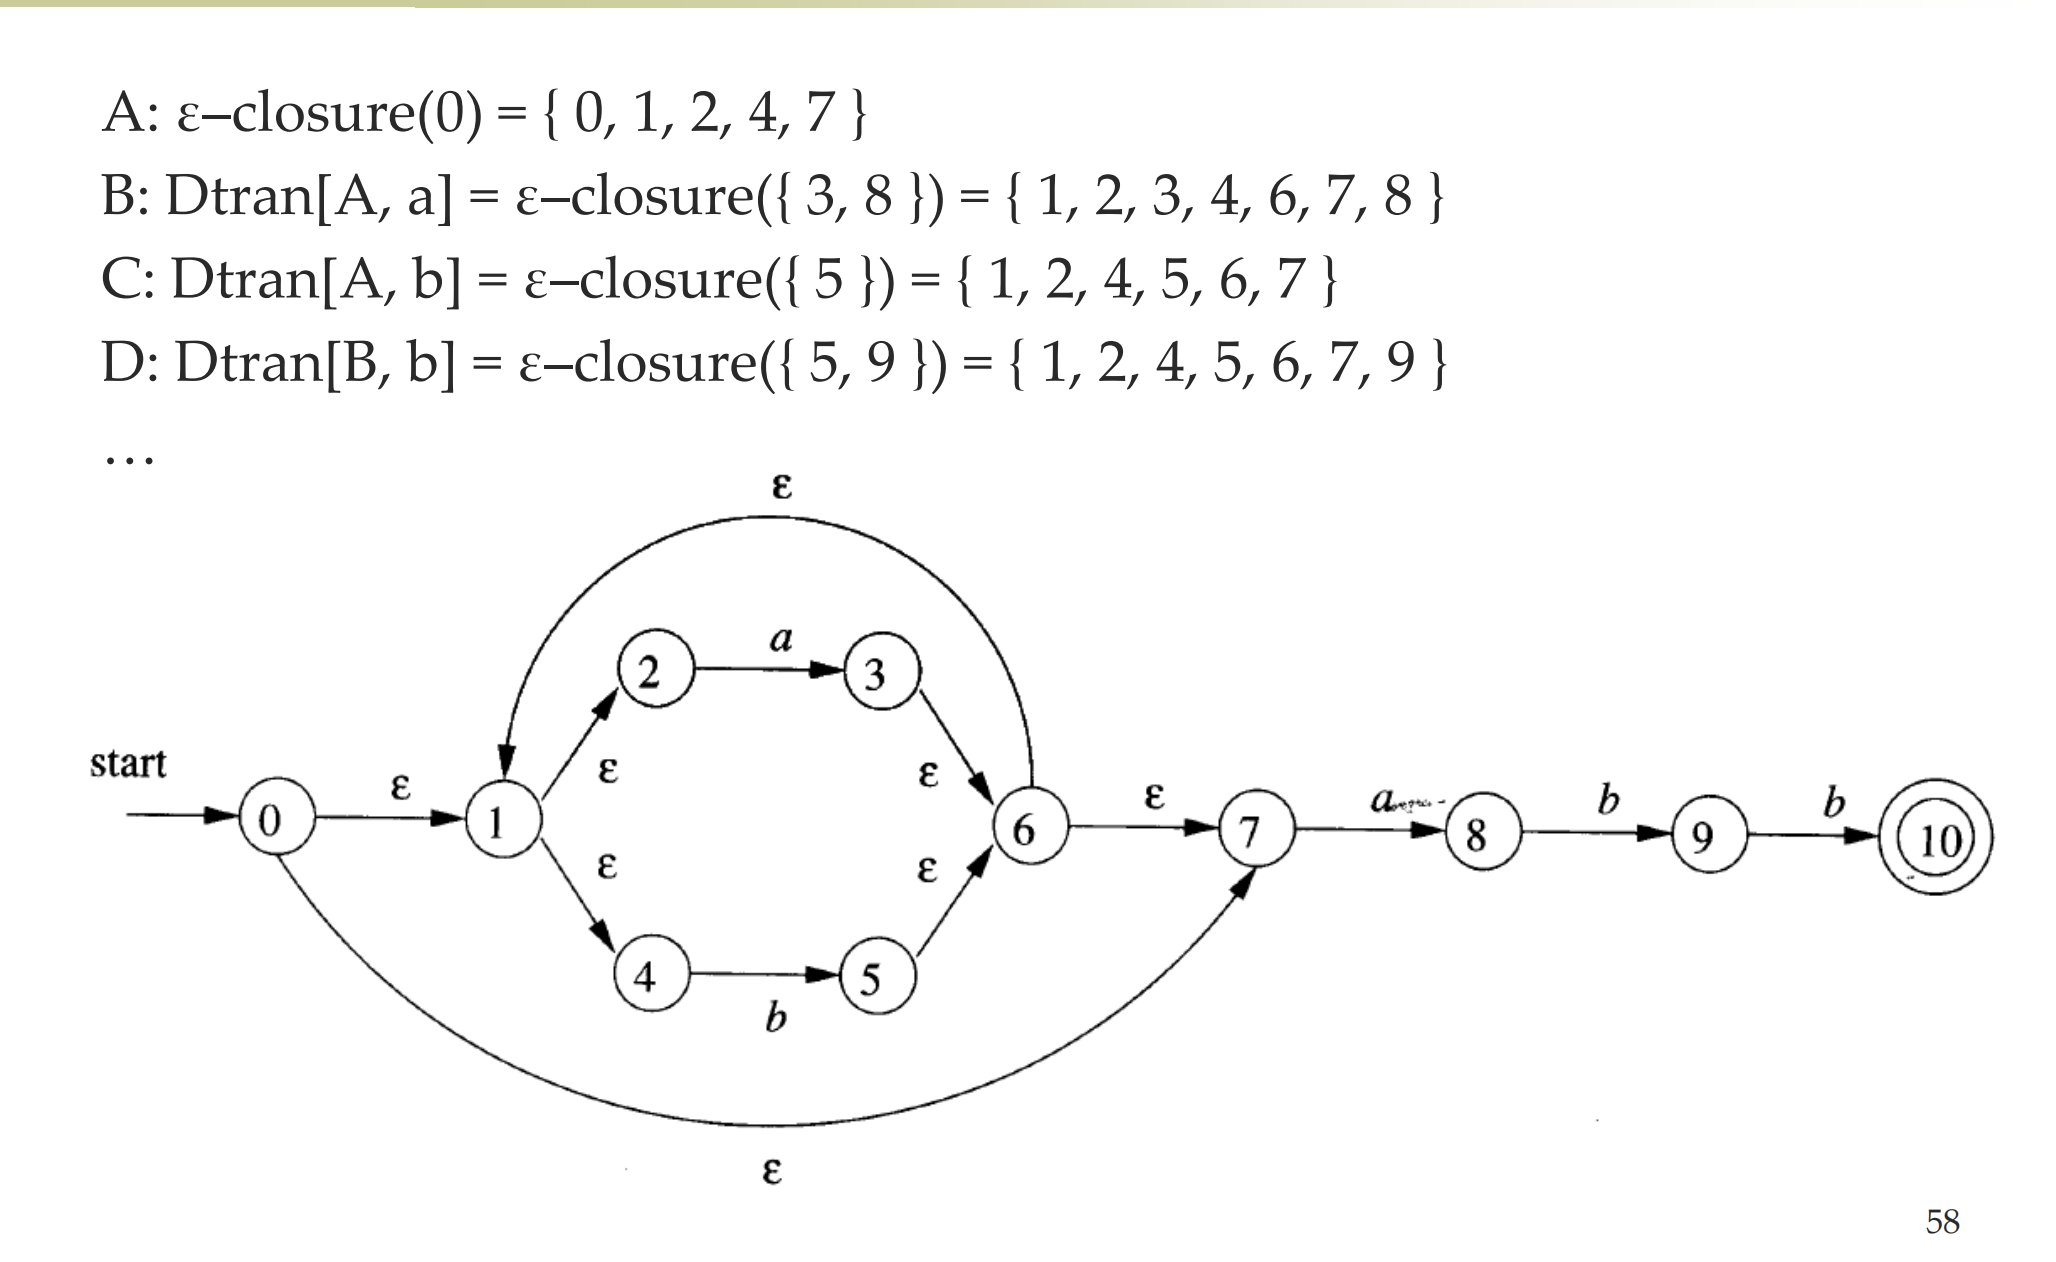 A: ε–closure(0) = { 0, 1, 2, 4, 7 }
B: Dtran[A, a] = ε–closure({ 3, 8 }) = { 1, 2, 3, 4, 6, 7, 8 }
C: Dtran[A, b] = ε–closure({ 5 }) = { 1, 2, 4, 5, 6, 7 }
D: Dtran[B, b] = ε–closure({ 5, 9 }) = { 1, 2, 4, 5, 6, 7, 9 }
…
ε
a
2 3
start
ε ε ε
ε a b b
0 1 6 7 8 9 10
ε ε
4 5
b
ε
58